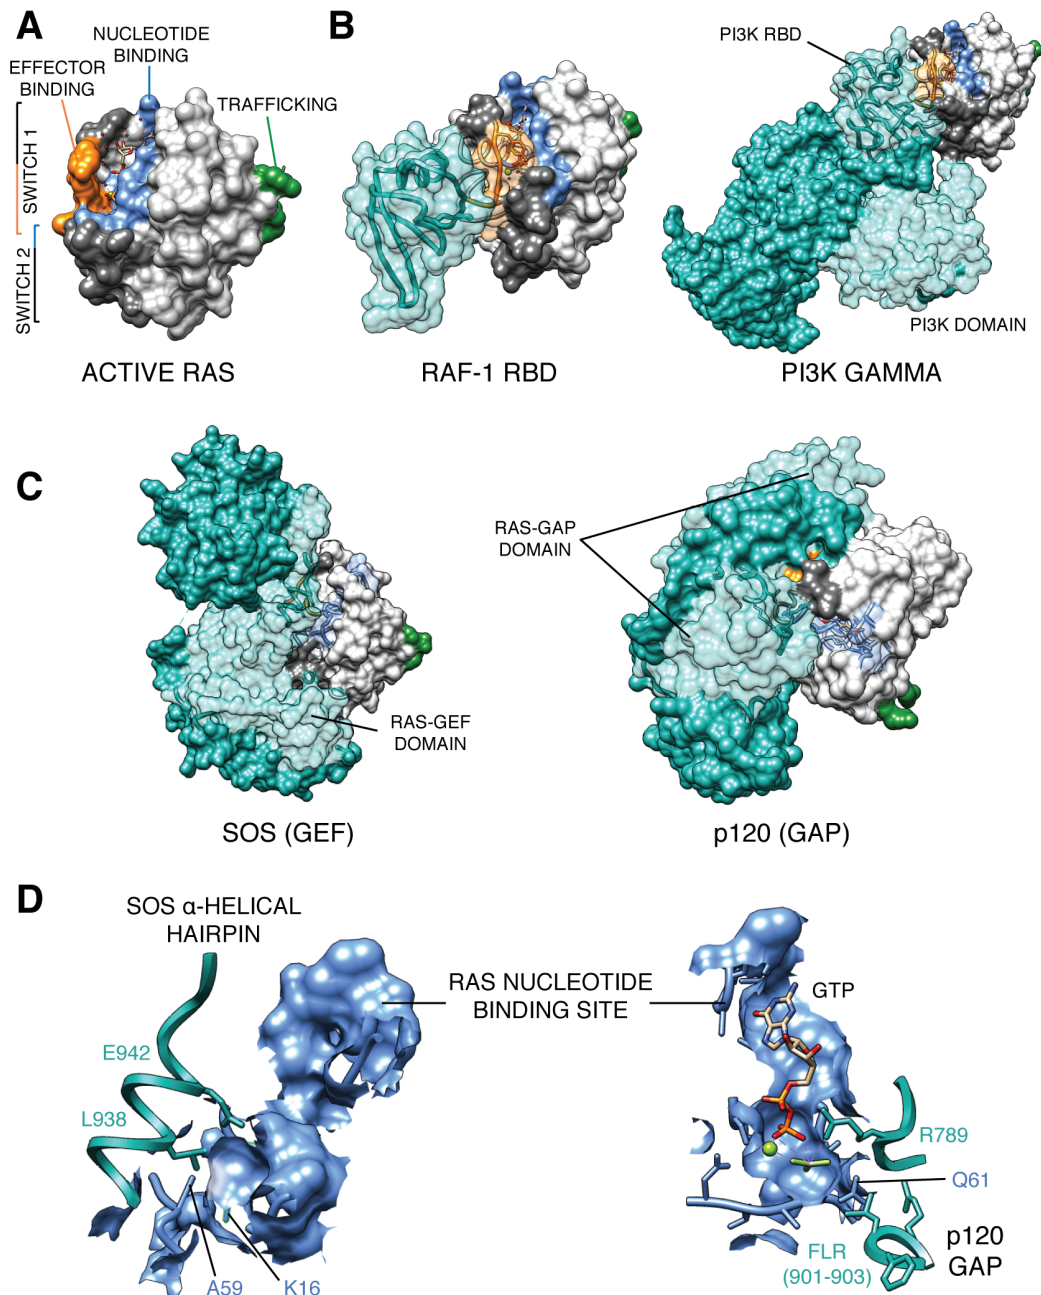 A
NUCLEOTIDE
BINDING
EFFECTOR
BINDING
TRAFFICKING
SWITCH 1
SWITCH 2
ACTIVE RAS
B
PI3K RBD
PI3K DOMAIN
RAF-1 RBD
PI3K GAMMA
C
RAS-GEF
DOMAIN
SOS (GEF)
RAS-GAP
DOMAIN
p120 (GAP)
D
SOS α-HELICAL
HAIRPIN
E942
L938
A59
K16
RAS NUCLEOTIDE
BINDING SITE
GTP
R789
Q61
FLR
(901-903)
p120
GAP